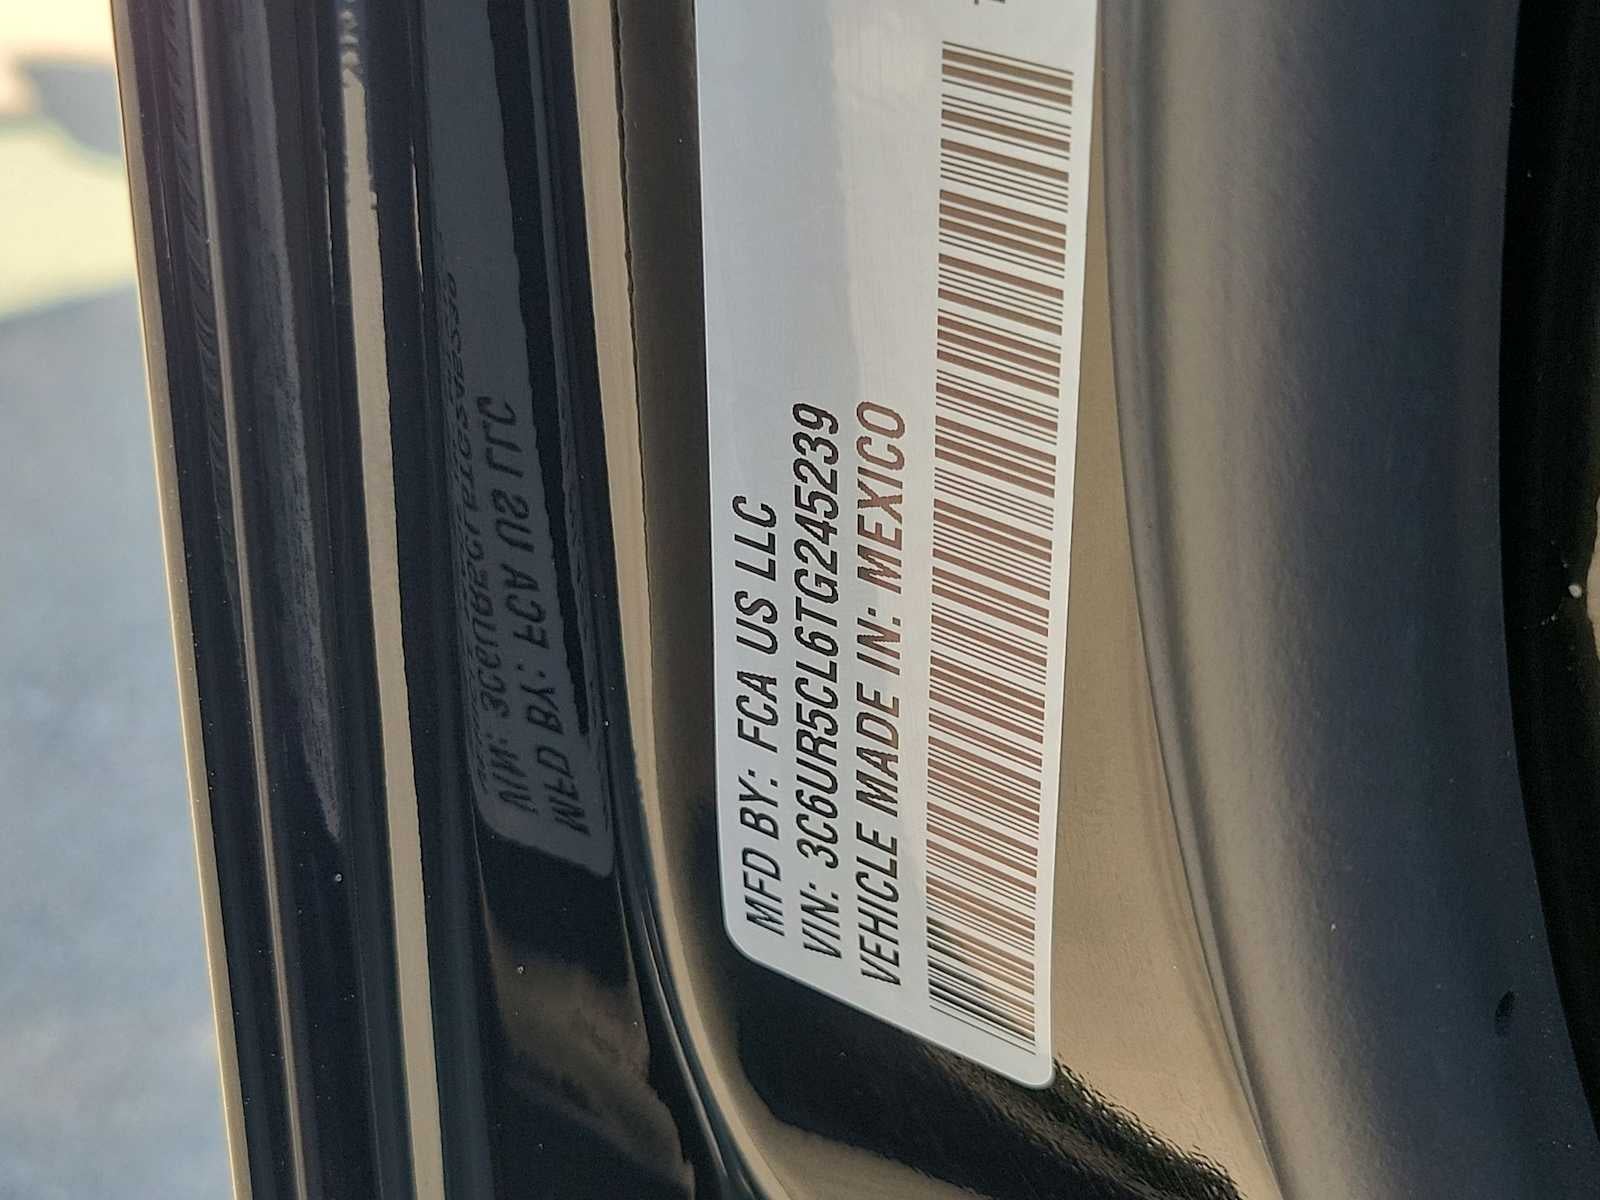 MFD BY: FCA US LLC
VIN: 3C6UR5CL6TG245239
VEHICLE MADE IN: MEXICO